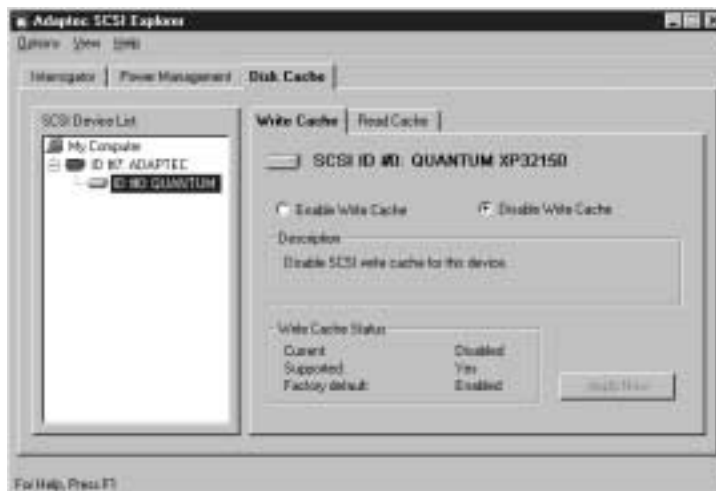 Adaptec SCSI Explorer
Options View Help
Interrogator Power Management Disk Cache
SCSI Device List
My Computer
ID #7: ADAPTEC
ID #0: QUANTUM
Write Cache Read Cache
SCSI ID #0: QUANTUM XP32150
Enable Write Cache Disable Write Cache
Description
Disable SCSI write cache for this device.
Write Cache Status
Current: Disabled
Supported: Yes
Factory default: Enabled
Apply Now
For Help, Press F1